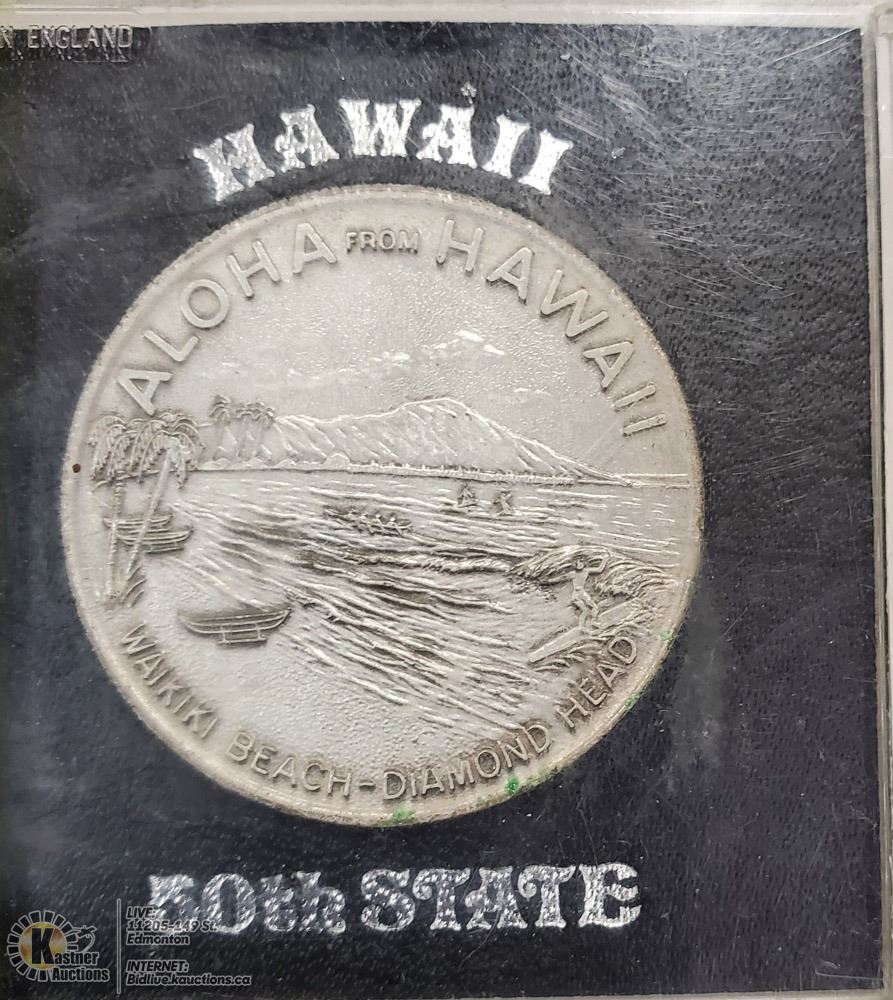 N ENGLAND
HAWAII
ALOHA FROM HAWAII
WAIKIKI BEACH-DIAMOND HEAD
50th STATE
Kastner
Auctions
LIVE:
11205-149 St.
Edmonton
INTERNET:
Bidlive.kauctions.ca